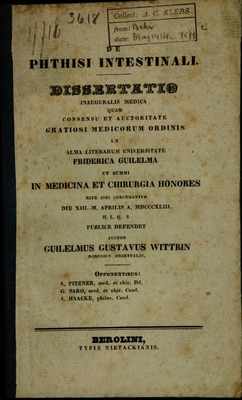 3618
Collect: A. C. KLEBS
from:
date:
DE
PHTHISI INTESTINALI.
DISSERTATIO
INAUGURALIS MEDICA
QUAM
CONSENSU ET AUCTORITATE
GRATIOSI MEDICORUM ORDINIS
IN
ALMA LITERARUM UNIVERSITATE
FRIDERICA GUILELMA
UT SUMMI
IN MEDICINA ET CHIRURGIA HONORES
RITE SIBI CONCEDANTUR
DIE XIII. M. APRILIS A. MDCCCXLIII.
H. L. Q. S.
PUBLICE DEFENDET
AUCTOR
GUILELMUS GUSTAVUS WITTRIN
BORUSSUS ORIENTALIS.
OPPONENTIBUS:
A. PITZNER, med. et chir. Dd.
G. SARO, med. et chir. Cand.
A. HAACKE, philos. Cand.
BEROLINI,
TYPIS NIETACKIANIS.